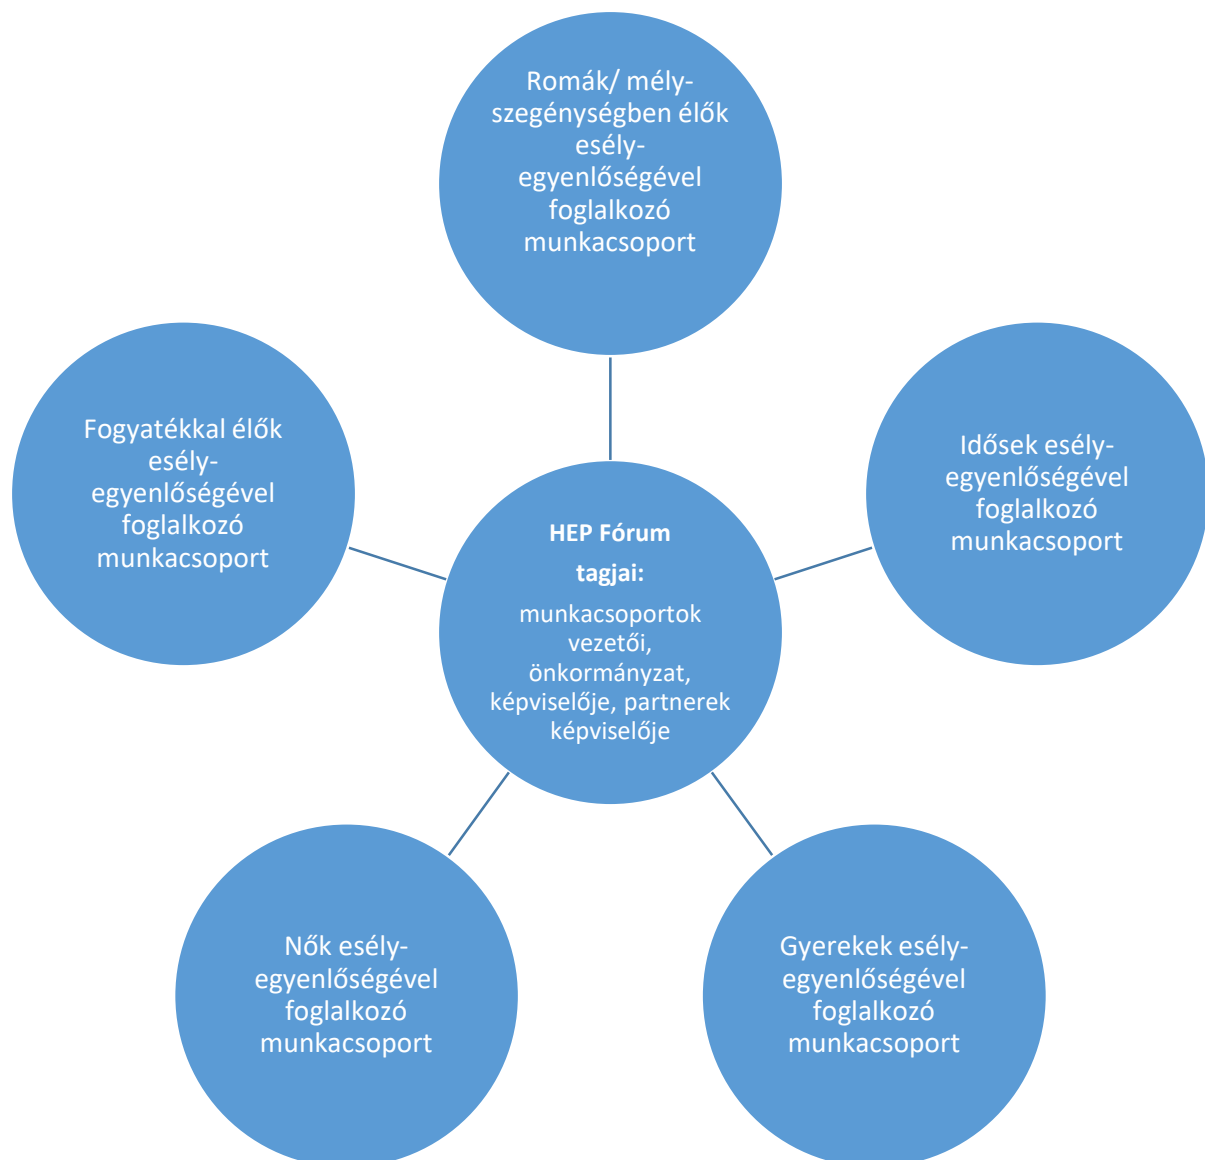 Romák/ mély-
szegénységben élők
esély-
egyenlőségével
foglalkozó
munkacsoport
Fogyatékkal élők
esély-
egyenlőségével
foglalkozó
munkacsoport
Idősek esély-
egyenlőségével
foglalkozó
munkacsoport
HEP Fórum
tagjai:
munkacsoportok
vezetői,
önkormányzat,
képviselője, partnerek
képviselője
Nők esély-
egyenlőségével
foglalkozó
munkacsoport
Gyerekek esély-
egyenlőségével
foglalkozó
munkacsoport